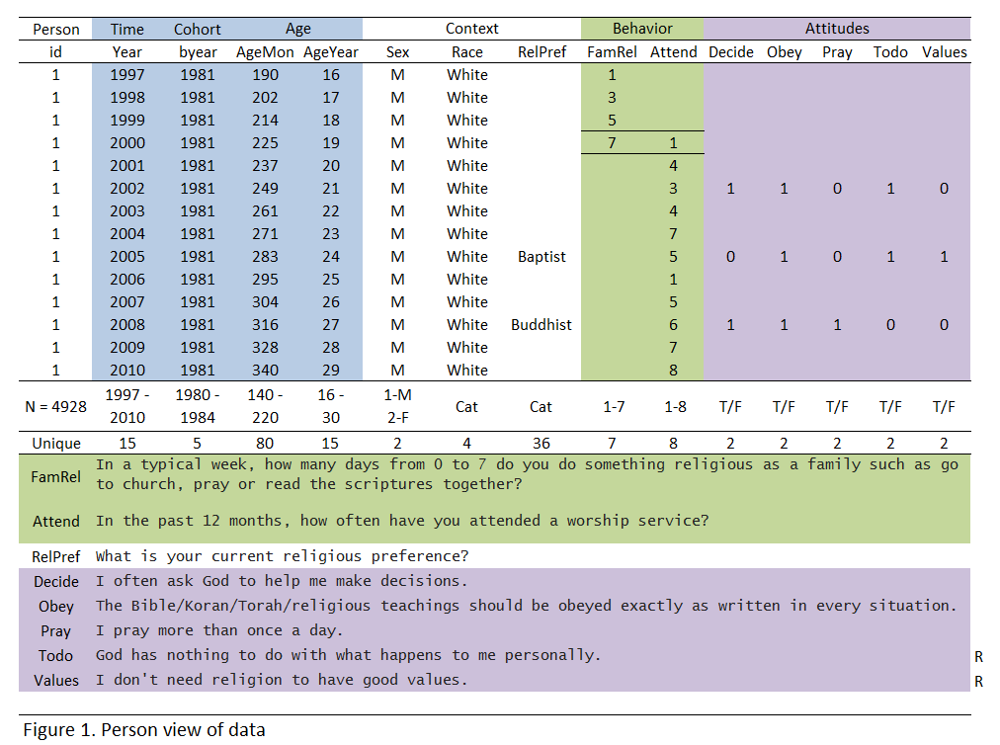 Person Time Cohort Age Context Behavior Attitudes
id Year byear AgeMon AgeYear Sex Race RelPref FamRel Attend Decide Obey Pray Todo Values
1 1997 1981 190 16 M White 1
1 1998 1981 202 17 M White 3
1 1999 1981 214 18 M White 5
1 2000 1981 225 19 M White 7 1
1 2001 1981 237 20 M White 4
1 2002 1981 249 21 M White 3 1 1 0 1 0
1 2003 1981 261 22 M White 4
1 2004 1981 271 23 M White 7
1 2005 1981 283 24 M White Baptist 5 0 1 0 1 1
1 2006 1981 295 25 M White 1
1 2007 1981 304 26 M White 5
1 2008 1981 316 27 M White Buddhist 6 1 1 1 0 0
1 2009 1981 328 28 M White 7
1 2010 1981 340 29 M White 8
1997 - 1980 - 140 - 16 - 1-M
N = 4928 Cat Cat 1-7 1-8 T/F T/F T/F T/F T/F
2010 1984 220 30 2-F
Unique 15 5 80 15 2 4 36 7 8 2 2 2 2 2
FamRel In a typical week, how many days from 0 to 7 do you do something religious as a family such as go
to church, pray or read the scriptures together?
Attend In the past 12 months, how often have you attended a worship service?
RelPref What is your current religious preference?
Decide I often ask God to help me make decisions.
Obey The Bible/Koran/Torah/religious teachings should be obeyed exactly as written in every situation.
Pray I pray more than once a day.
Todo God has nothing to do with what happens to me personally. R
Values I don't need religion to have good values. R
Figure 1. Person view of data